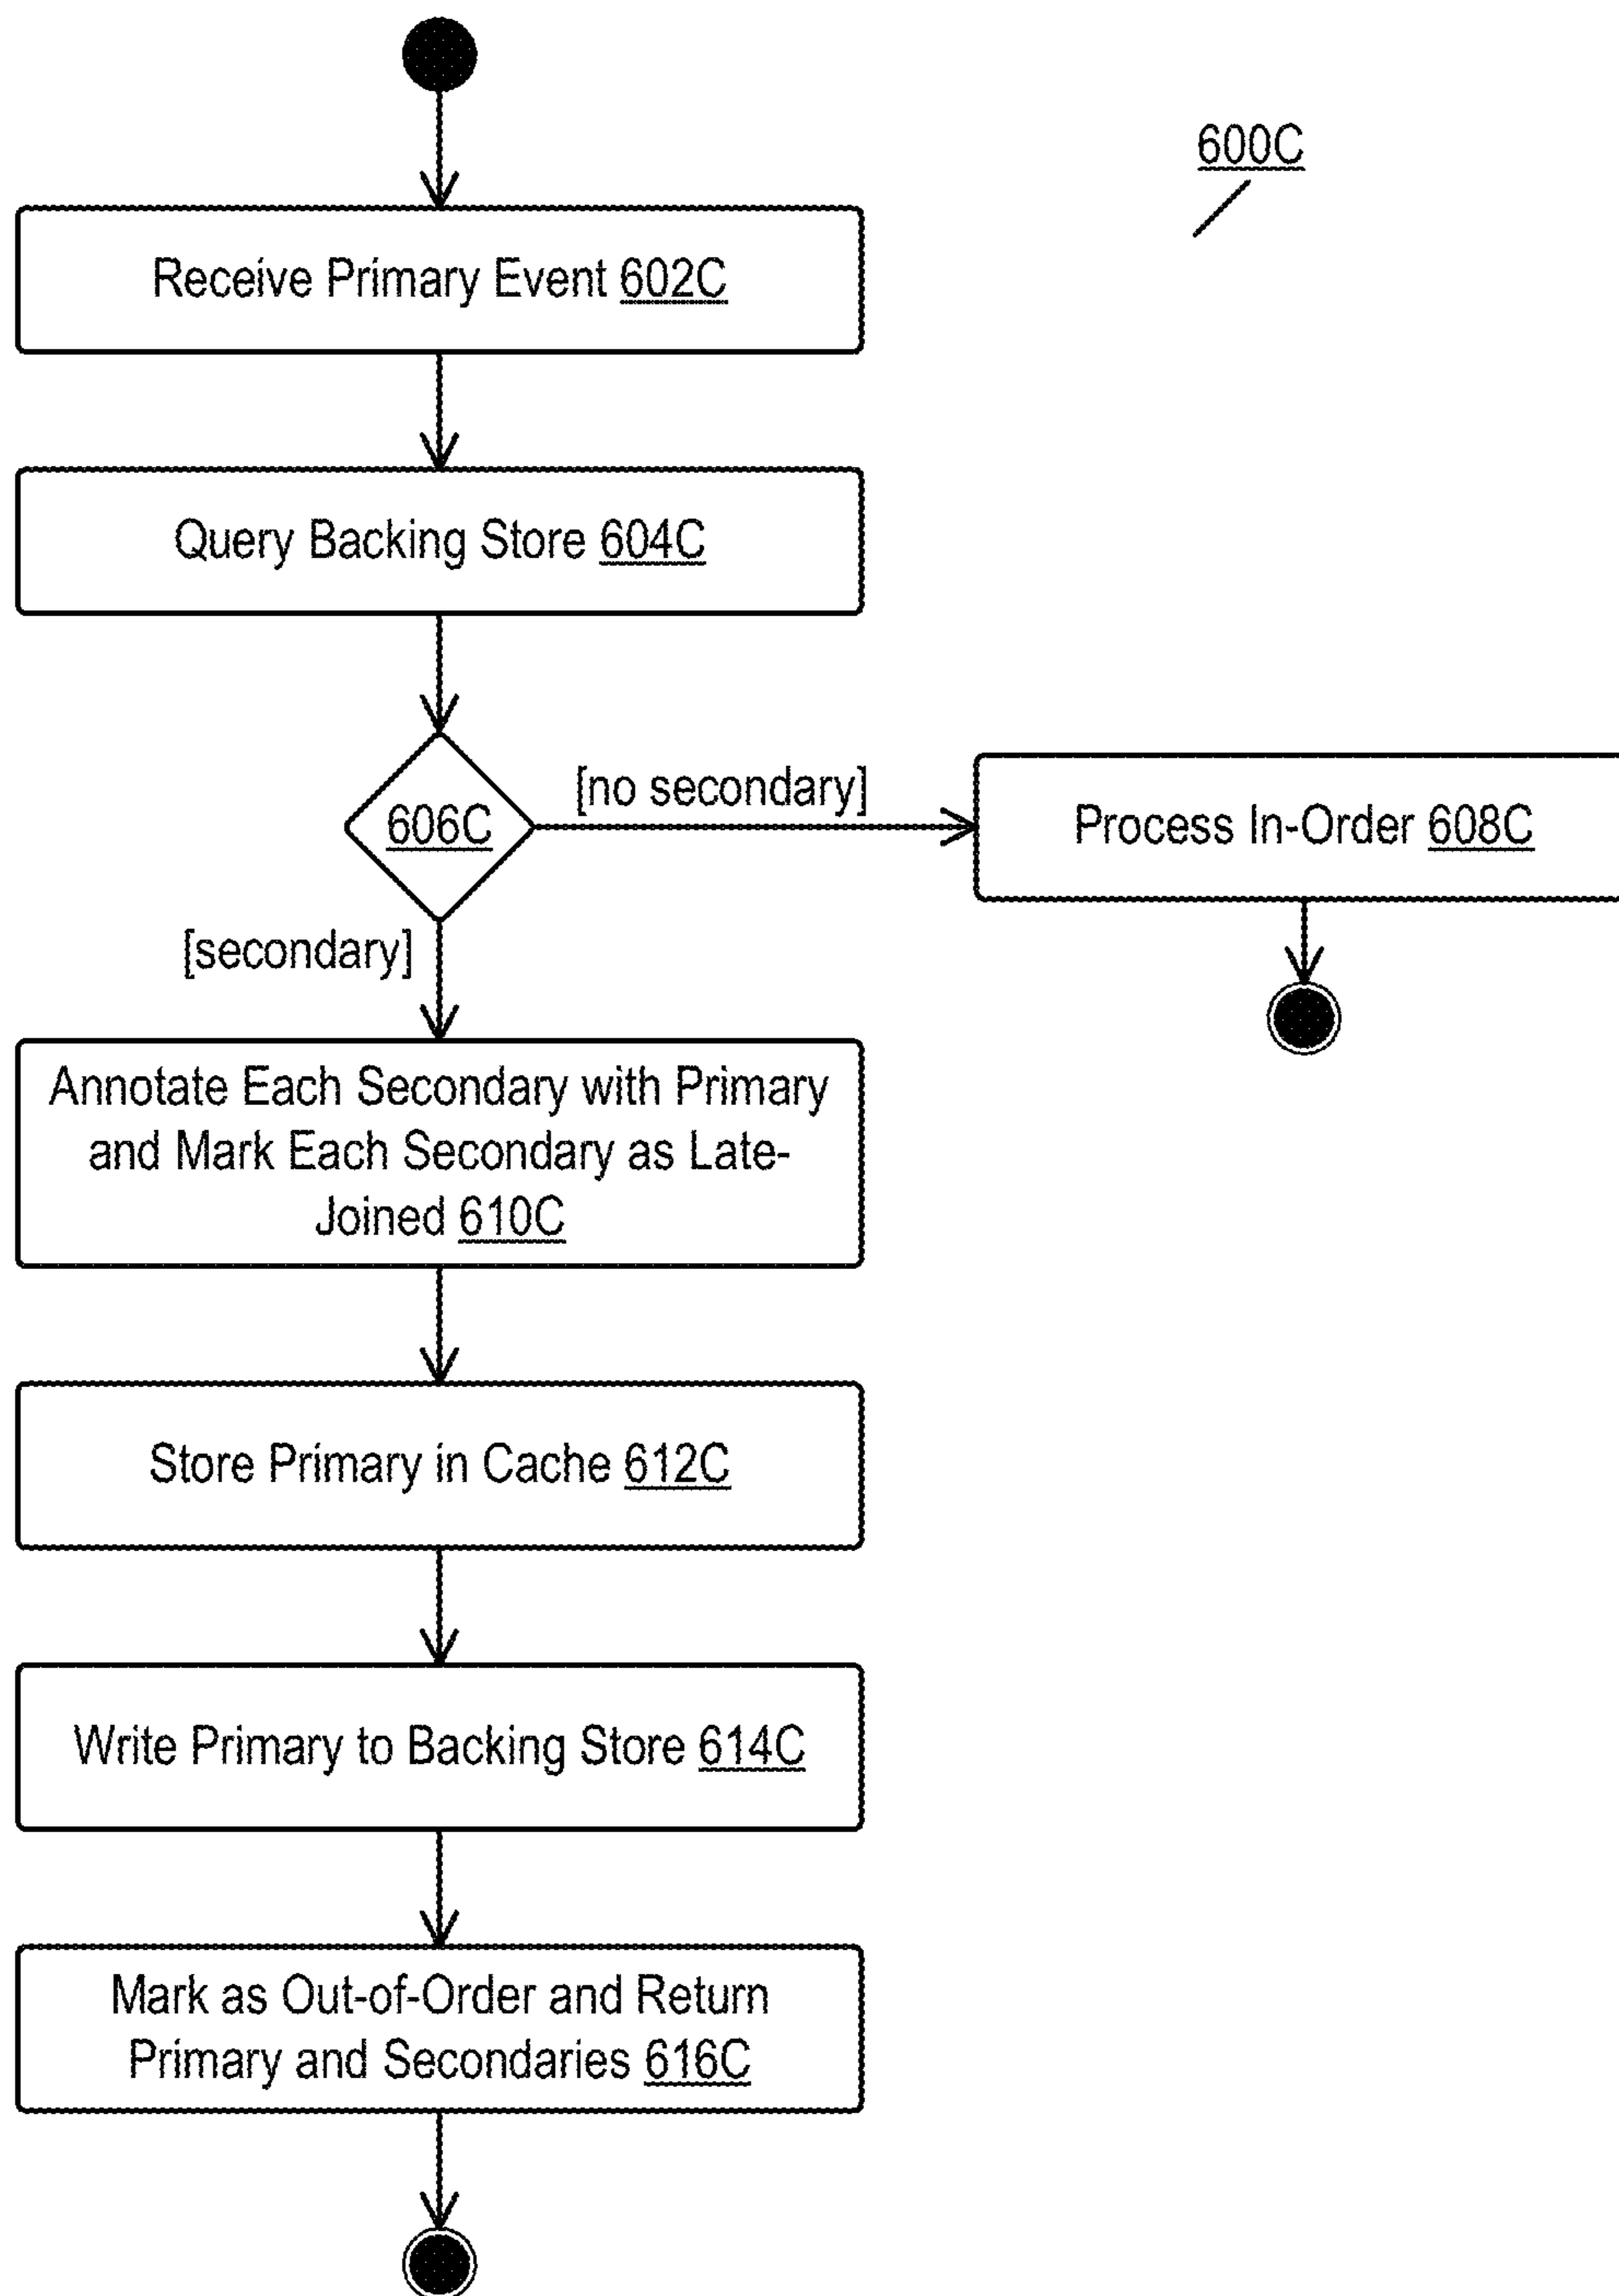 600C
Receive Primary Event 602C
Query Backing Store 604C
[no secondary]
606C
Process In-Order 608C
[secondary]
Annotate Each Secondary with Primary
and Mark Each Secondary as Late-
Joined 610C
Store Primary in Cache 612C
Write Primary to Backing Store 614C
Mark as Out-of-Order and Return
Primary and Secondaries 616C